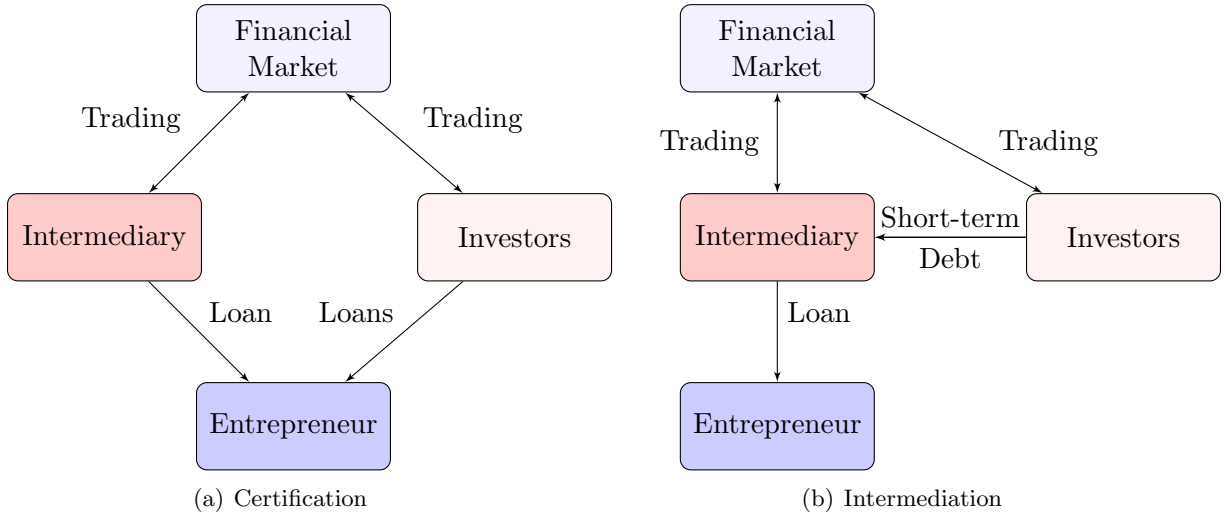 Financial
Market
Trading
Trading
Intermediary
Investors
Loan
Loans
Entrepreneur
(a) Certification
Financial
Market
Trading
Trading
Intermediary
Short-term
Debt
Investors
Loan
Entrepreneur
(b) Intermediation